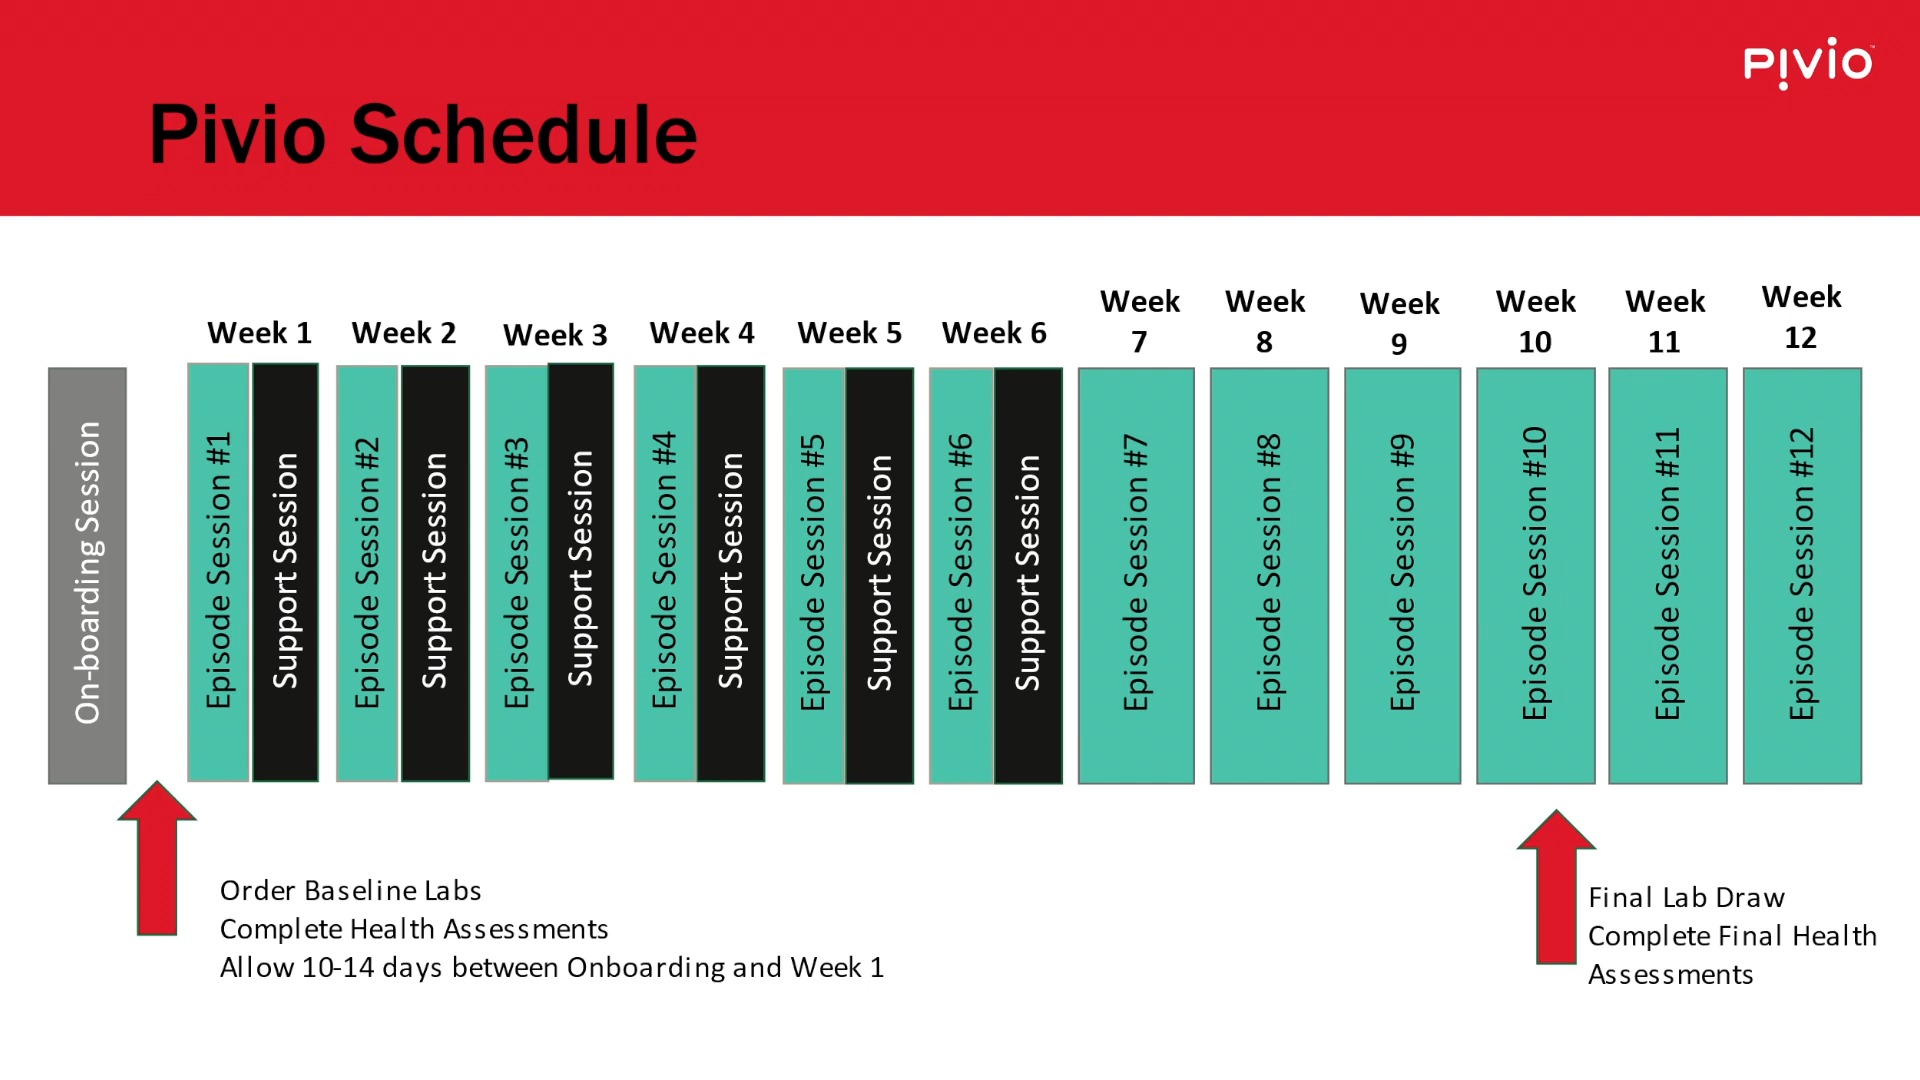 PIVIO
Pivio Schedule
Week 1
Week 2
Week 3
Week 4
Week 5
Week 6
Week
7
Week
8
Week
9
Week
10
Week
11
Week
12
On-boarding Session
Episode Session #1
Support Session
Episode Session #2
Support Session
Episode Session #3
Support Session
Episode Session #4
Support Session
Episode Session #5
Support Session
Episode Session #6
Support Session
Episode Session #7
Episode Session #8
Episode Session #9
Episode Session #10
Episode Session #11
Episode Session #12
Order Baseline Labs
Complete Health Assessments
Allow 10-14 days between Onboarding and Week 1
Final Lab Draw
Complete Final Health
Assessments